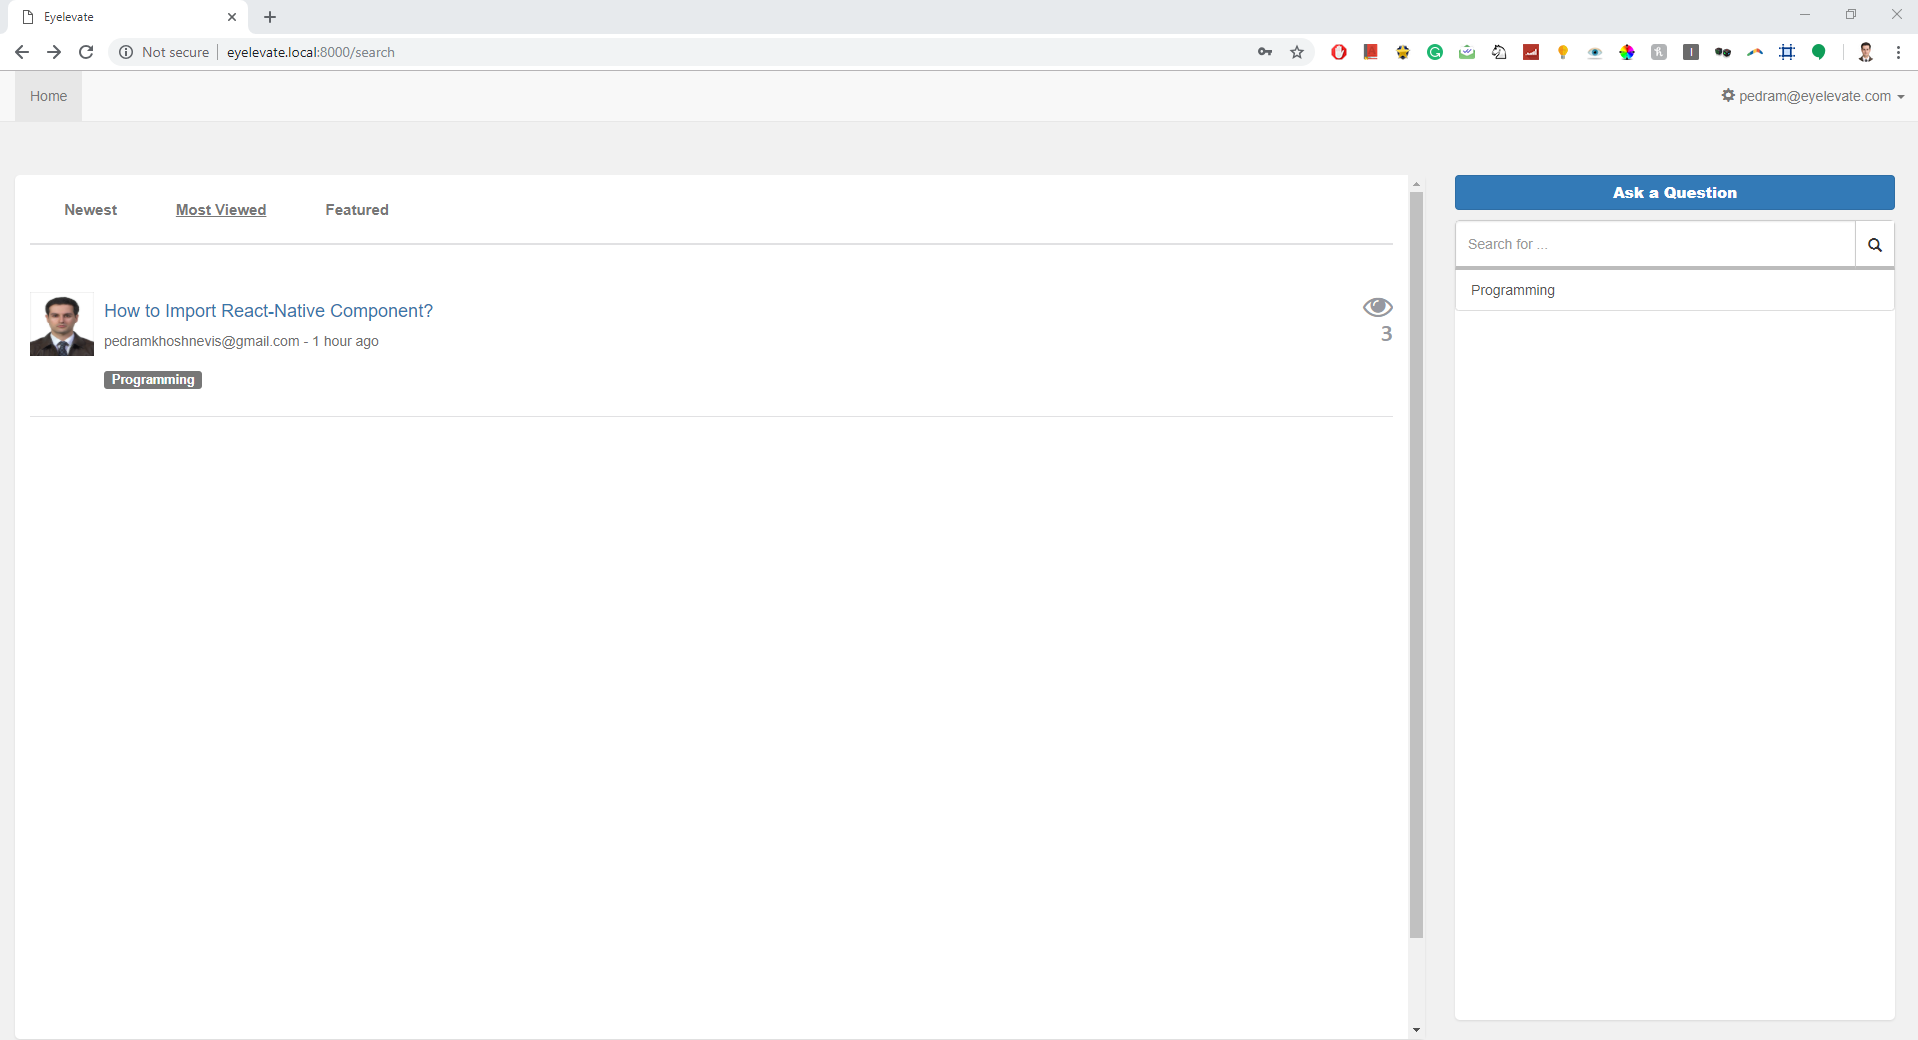 Eyelevate
Not secure
eyelevate.local:8000/search
Home
pedram@eyelevate.com
Newest
Most Viewed
Featured
How to Import React-Native Component?
pedramkhoshnevis@gmail.com - 1 hour ago
Programming
3
Ask a Question
Search for ...
Programming